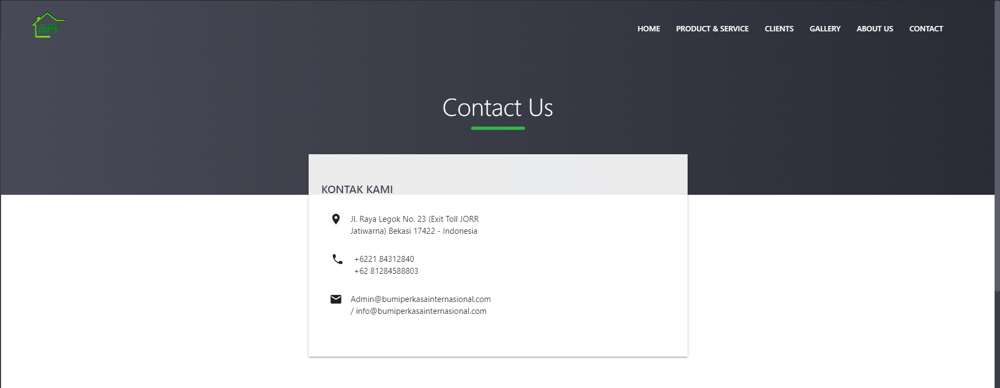 BPI
HOME PRODUCT & SERVICE CLIENTS GALLERY ABOUT US CONTACT
Contact Us
KONTAK KAMI
Jl. Raya Legok No. 23 (Exit Toll JORR
Jatiwarna) Bekasi 17422 - Indonesia
+6221 84312840
+62 81284588803
Admin@bumiperkasainternasional.com
/ info@bumiperkasainternasional.com